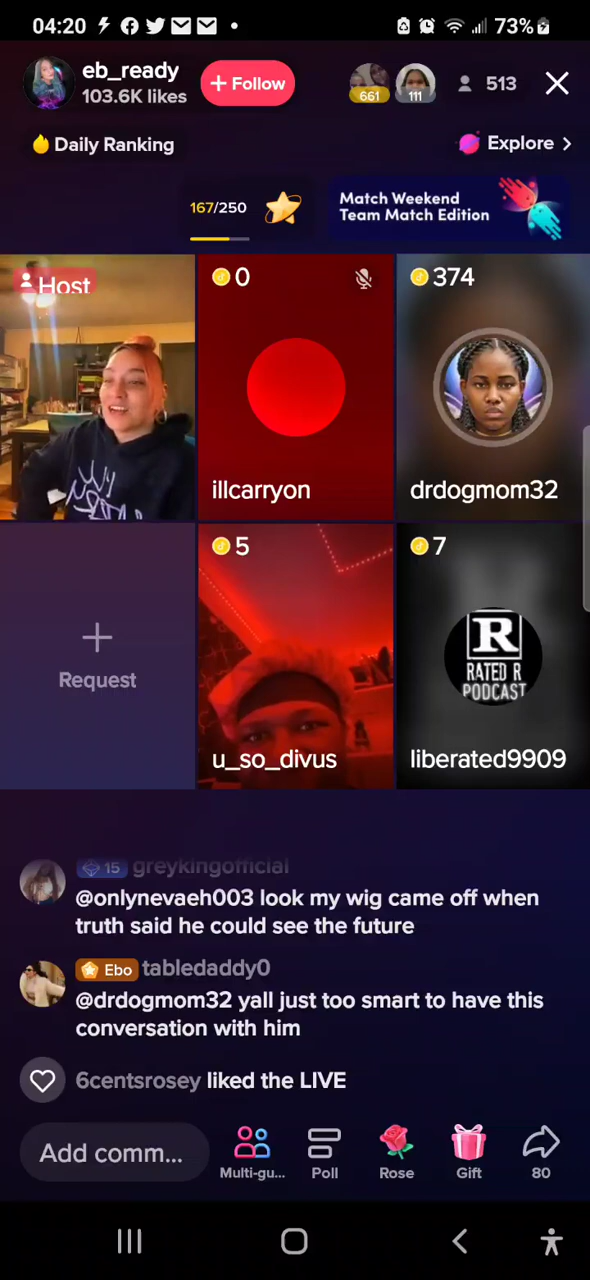 04:20
73%
eb_ready
103.6K likes
+ Follow
661
111
513
Daily Ranking
Explore >
167/250
Match Weekend
Team Match Edition
Host
0
374
illcarryon
drdogmom32
Request
5
7
R
RATED R
PODCAST
u_so_divus
liberated9909
15 greykingofficial
@onlynevaeh003 look my wig came off when
truth said he could see the future
Ebo tabledaddy0
@drdogmom32 yall just too smart to have this
conversation with him
6centsrosey liked the LIVE
Add comm...
Multi-gu...
Poll
Rose
Gift
80